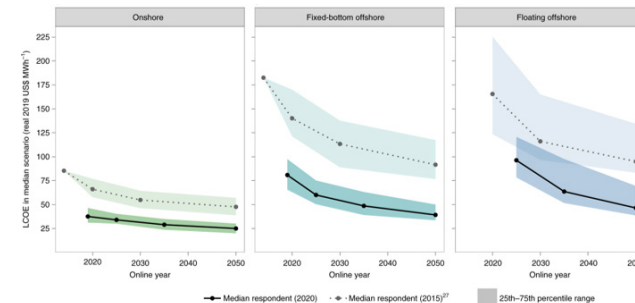 Onshore
Fixed-bottom offshore
Floating offshore
LCOE in median scenario (real 2019 US$ MWh⁻¹)
225
200
175
150
125
100
75
50
25
2020 2030 2040 2050
2020 2030 2040 2050
2020 2030 2040
Online year
Online year
Online year
Median respondent (2020)
Median respondent (2015)²⁷
25th–75th percentile range